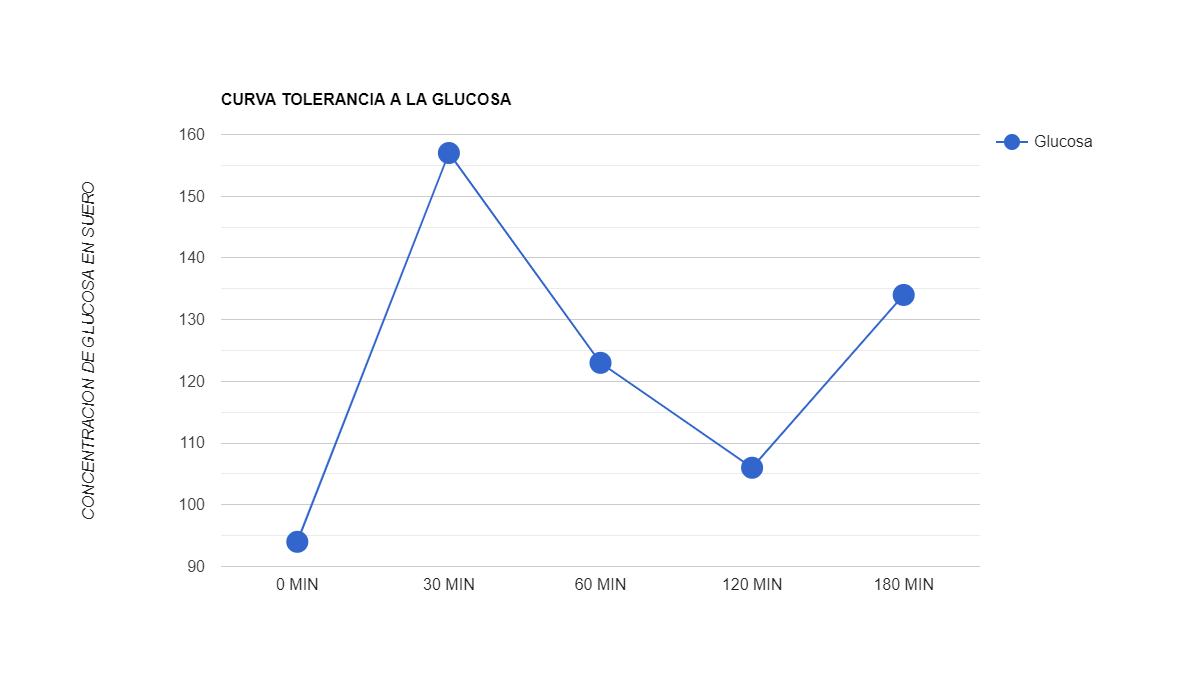 CURVA TOLERANCIA A LA GLUCOSA
Glucosa
CONCENTRACION DE GLUCOSA EN SUERO
160
150
140
130
120
110
100
90
0 MIN
30 MIN
60 MIN
120 MIN
180 MIN